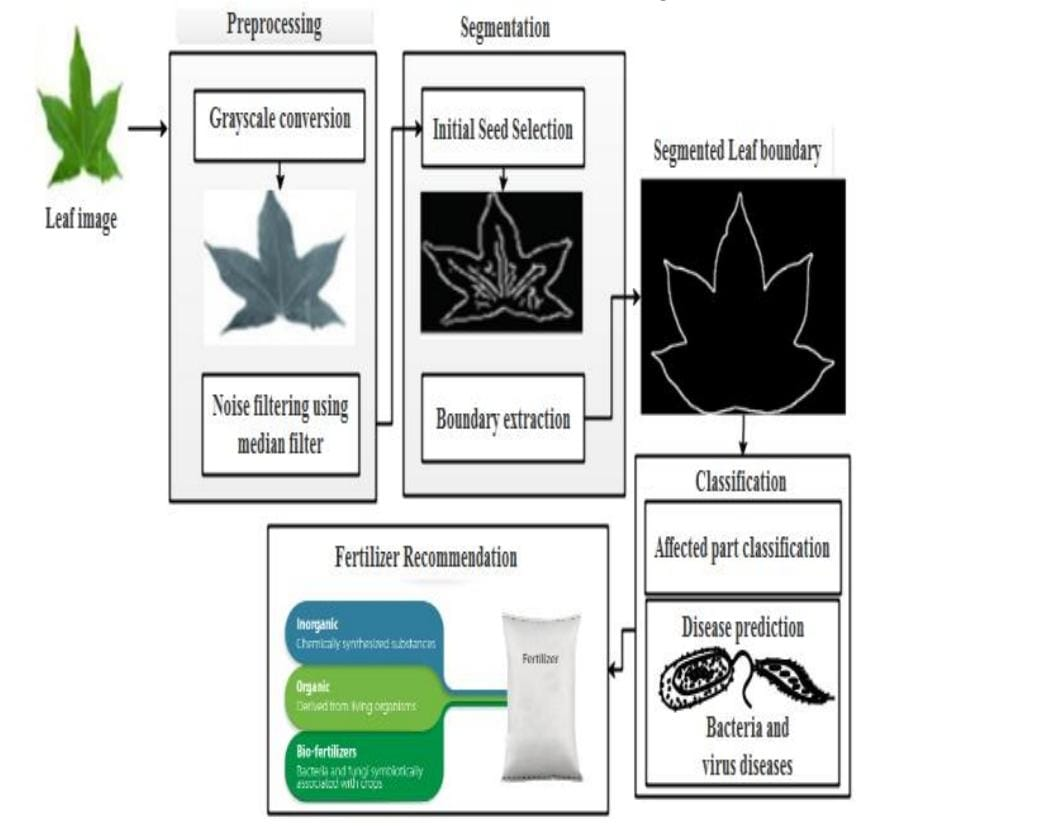 Preprocessing
Segmentation
Grayscale conversion
Initial Seed Selection
Segmented Leaf boundary
Leaf image
Noise filtering using
median filter
Boundary extraction
Classification
Affected part classification
Disease prediction
Bacteria and
virus diseases
Fertilizer Recommendation
Inorganic
Chemically synthesized substances
Organic
Derived from living organisms
Bio-fertilizers
Bacteria and fungi symbiotically
associated with crops
Fertilizer